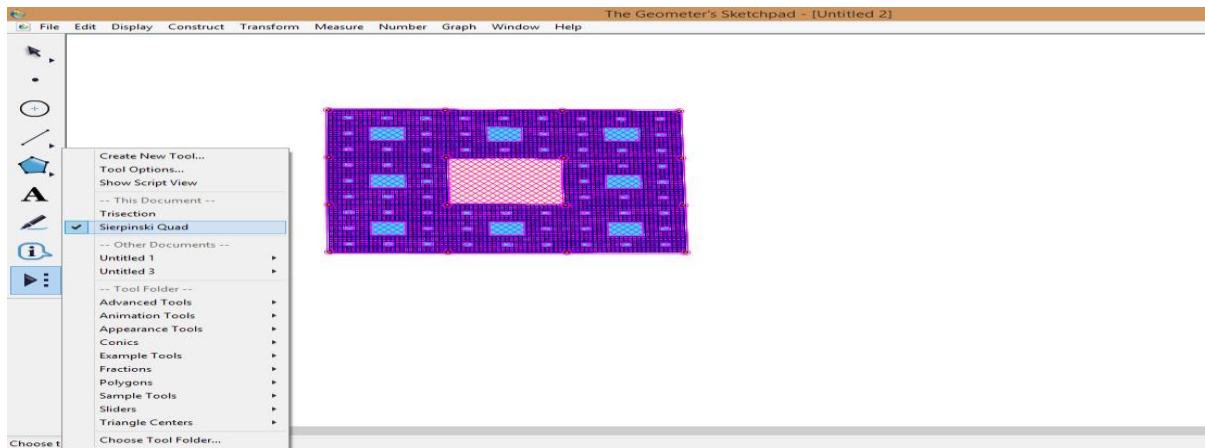 The Geometer's Sketchpad - [Untitled 2]
File Edit Display Construct Transform Measure Number Graph Window Help
A
Create New Tool...
Tool Options...
Show Script View
-- This Document --
Trisection
Sierpinski Quad
-- Other Documents --
Untitled 1
Untitled 3
-- Tool Folder --
Advanced Tools
Animation Tools
Appearance Tools
Conics
Example Tools
Fractions
Polygons
Sample Tools
Sliders
Triangle Centers
Choose Tool Folder...
Choose t